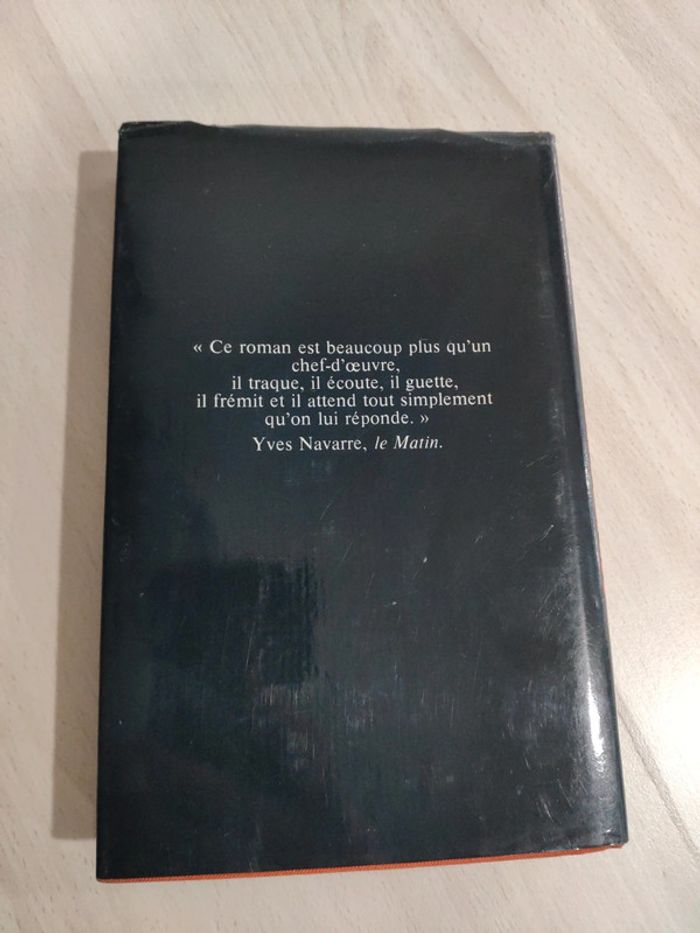 « Ce roman est beaucoup plus qu'un
chef-d'œuvre,
il traque, il écoute, il guette,
il frémit et il attend tout simplement
qu'on lui réponde. »
Yves Navarre, le Matin.